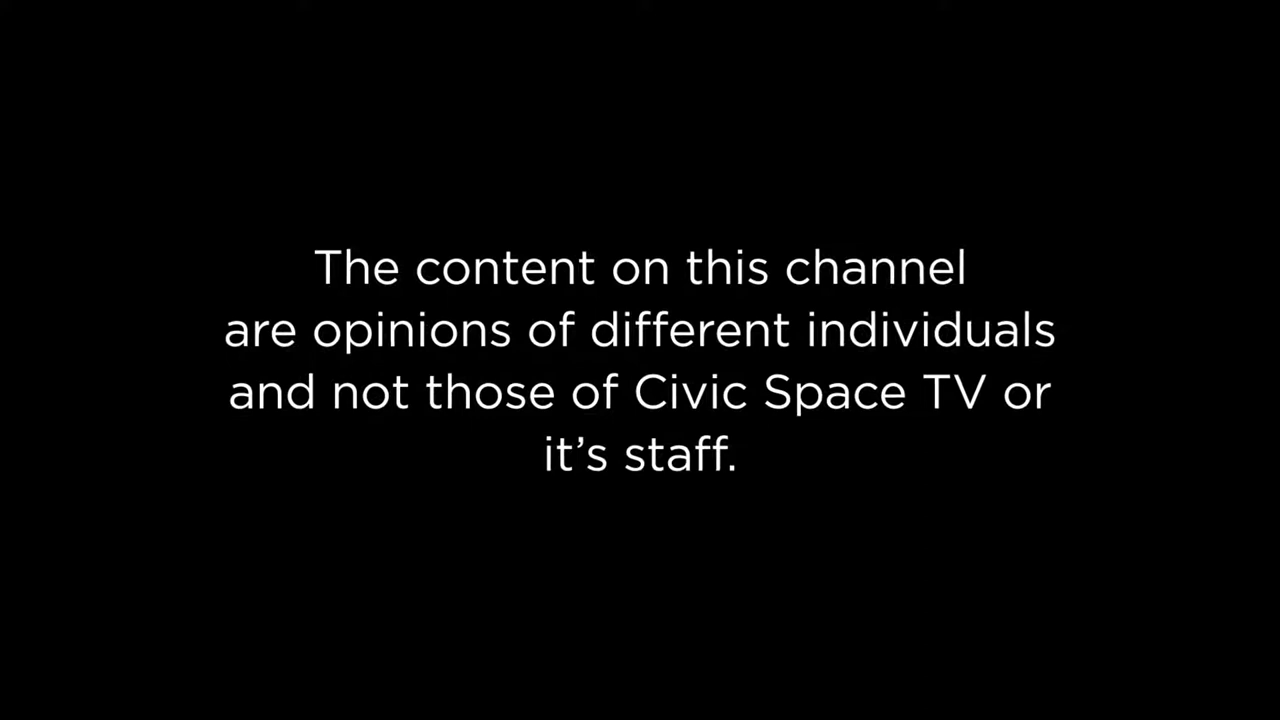 The content on this channel
are opinions of different individuals
and not those of Civic Space TV or
it’s staff.